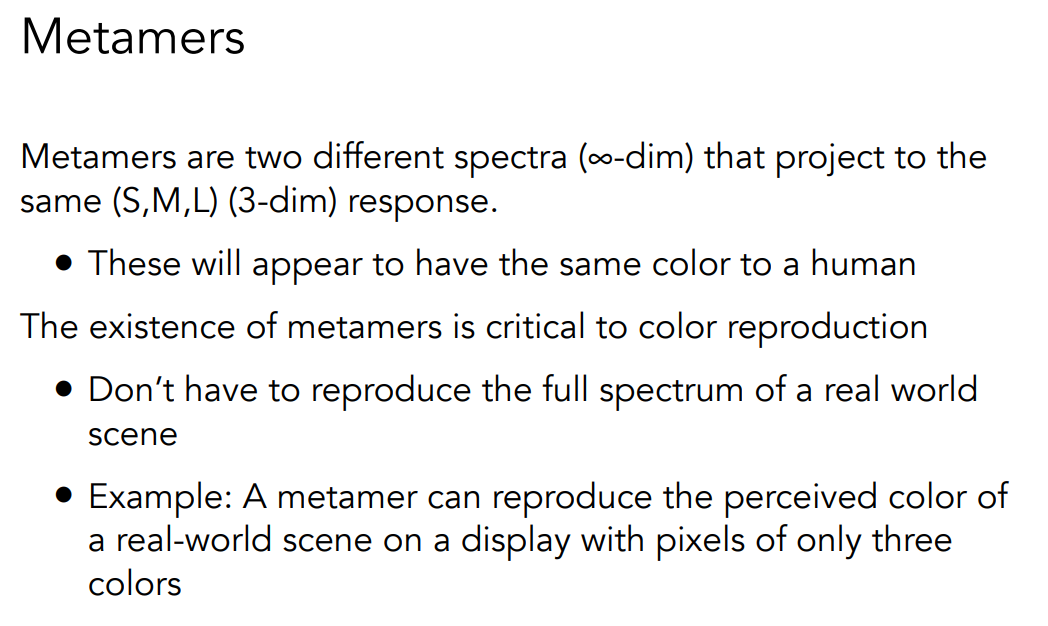 Metamers
Metamers are two different spectra (∞-dim) that project to the
same (S,M,L) (3-dim) response.
● These will appear to have the same color to a human
The existence of metamers is critical to color reproduction
● Don’t have to reproduce the full spectrum of a real world
scene
● Example: A metamer can reproduce the perceived color of
a real-world scene on a display with pixels of only three
colors